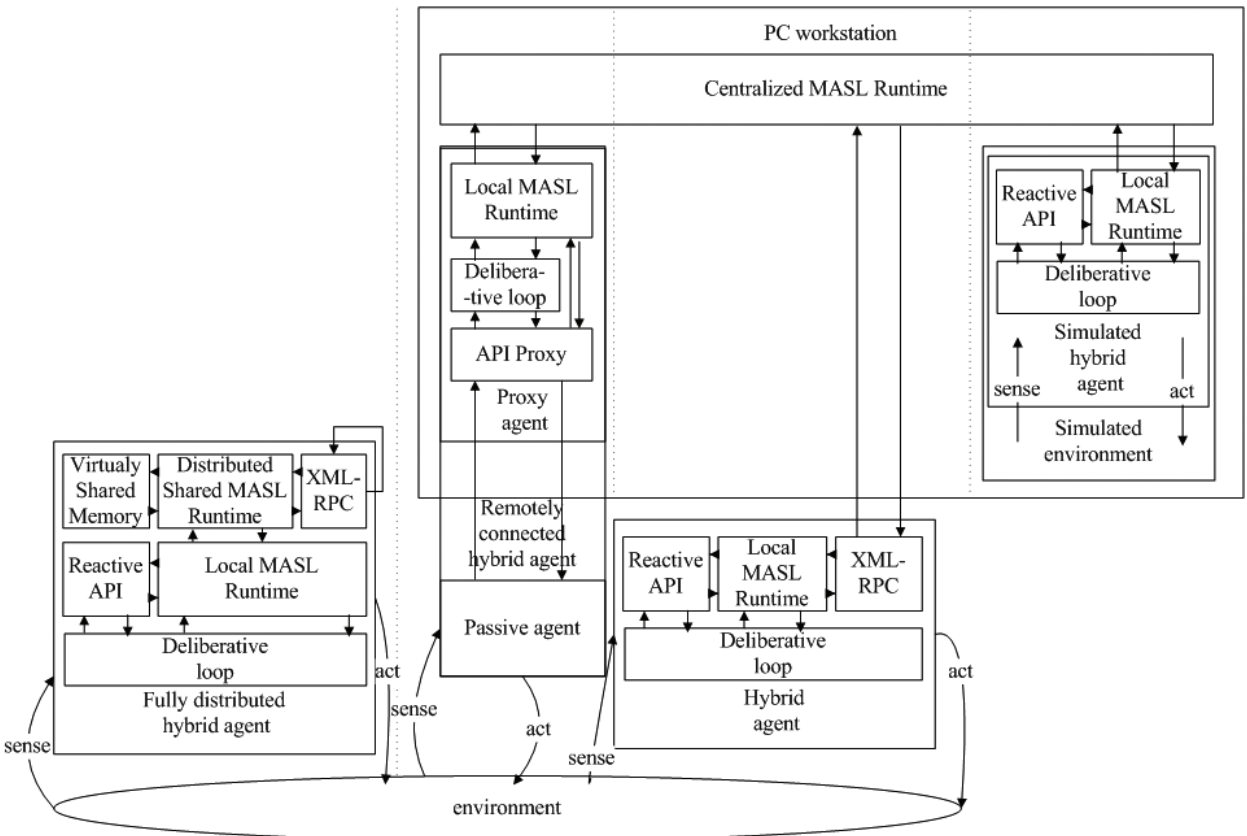 PC workstation
Centralized MASL Runtime
Local MASL
Runtime
Delibera-
-tive loop
API Proxy
Proxy
agent
Remotely
connected
hybrid agent
Passive agent
sense
act
Reactive
API
Local
MASL
Runtime
Deliberative
loop
Simulated
hybrid
agent
sense
act
Simulated
environment
Virtualy
Shared
Memory
Distributed
Shared MASL
Runtime
XML-
RPC
Reactive
API
Local MASL
Runtime
Deliberative
loop
Fully distributed
hybrid agent
sense
act
Reactive
API
Local
MASL
Runtime
XML-
RPC
Deliberative
loop
Hybrid
agent
sense
act
environment